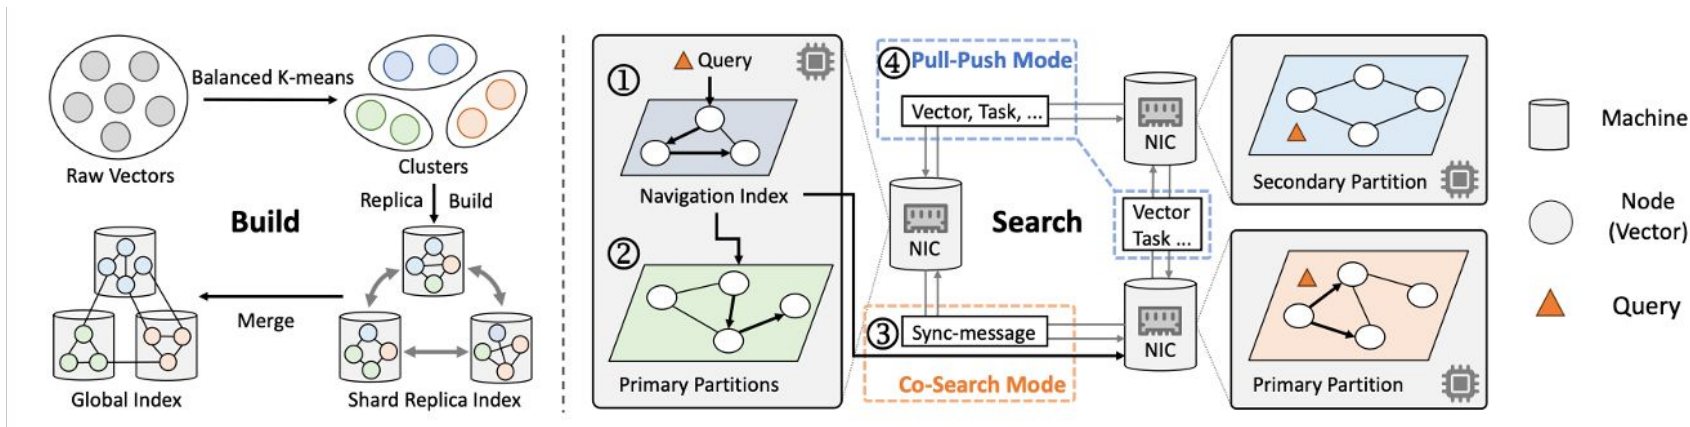 Raw Vectors
Balanced K-means
Clusters
Replica
Build
Build
Merge
Global Index
Shard Replica Index
①
Query
Navigation Index
②
Primary Partitions
④
Pull-Push Mode
Vector, Task, ...
NIC
Search
③
Sync-message
Co-Search Mode
NIC
Vector
Task ...
NIC
Secondary Partition
Primary Partition
Machine
Node
(Vector)
Query